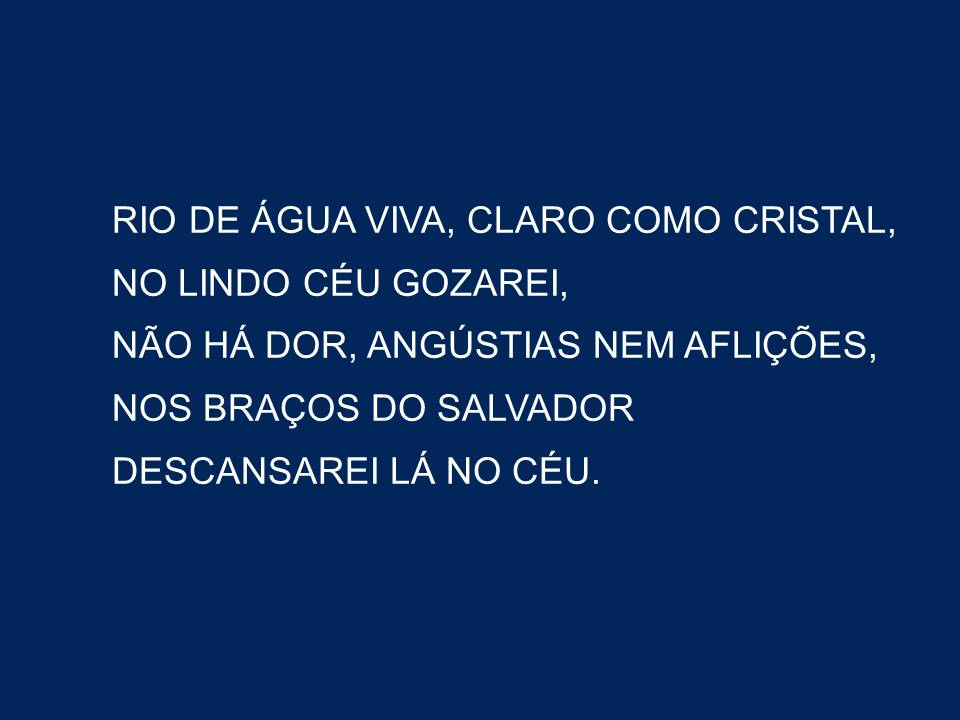 RIO DE ÁGUA VIVA, CLARO COMO CRISTAL,
NO LINDO CÉU GOZAREI,
NÃO HÁ DOR, ANGÚSTIAS NEM AFLIÇÕES,
NOS BRAÇOS DO SALVADOR
DESCANSAREI LÁ NO CÉU.